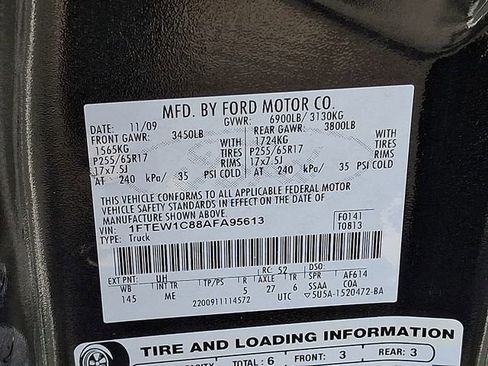 MFD. BY FORD MOTOR CO.
DATE: 11/09 GVWR: 6900LB/ 3130KG
FRONT GAWR: 3450LB REAR GAWR: 3800LB
1565KG WITH 1724KG WITH
P255/65R17 TIRES P255/65R17 TIRES
17x7.5J RIMS 17x7.5J RIMS
AT 240 kPa/ 35 PSI COLD AT 240 kPa/ 35 PSI COLD
THIS VEHICLE CONFORMS TO ALL APPLICABLE FEDERAL MOTOR
VEHICLE SAFETY STANDARDS IN EFFECT ON THE DATE OF MANUFACTURE SHOWN ABOVE.
VIN: 1FTEW1C88AFA95613 F0141
TYPE: Truck T0813
EXT PNT: UH RC: 52 DSO:
WB INT TR TP/PS R AXLE TR SSAA AF614
145 ME 5 27 6 COA
2200911114572 UTC 5U5A-1520472-BA
TIRE AND LOADING INFORMATION
TOTAL: 6 FRONT: 3 REAR: 3